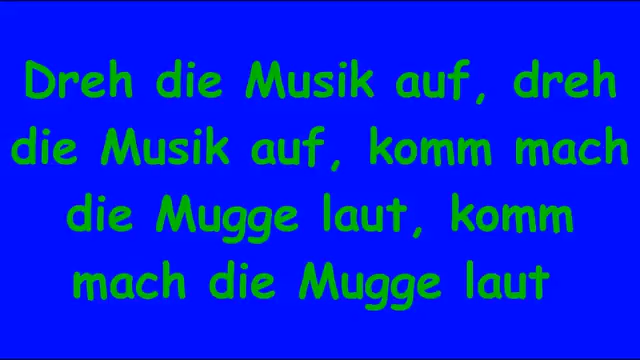 Dreh die Musik auf, dreh
die Musik auf, komm mach
die Mugge laut, komm
mach die Mugge laut